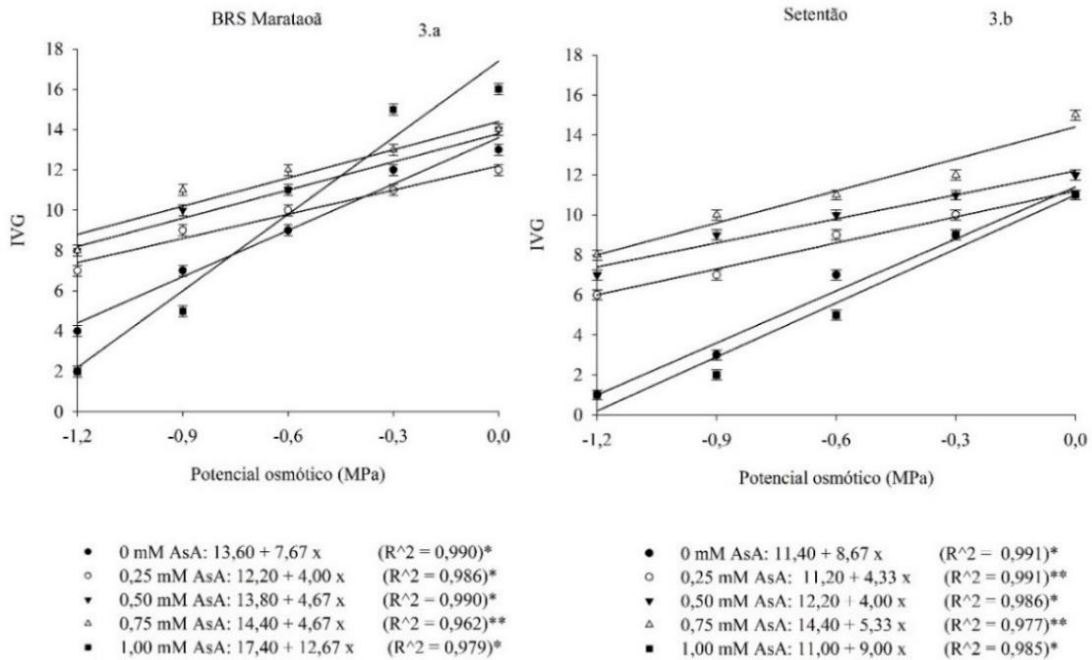 BRS Marataoã
3.a
18
16
14
12
10
8
6
4
2
0
IVG
-1,2 -0,9 -0,6 -0,3 0,0
Potencial osmótico (MPa)
0 mM AsA: 13,60 + 7,67 x (R^2 = 0,990)*
0,25 mM AsA: 12,20 + 4,00 x (R^2 = 0,986)*
0,50 mM AsA: 13,80 + 4,67 x (R^2 = 0,990)*
0,75 mM AsA: 14,40 + 4,67 x (R^2 = 0,962)**
1,00 mM AsA: 17,40 + 12,67 x (R^2 = 0,979)*
Setentão
3.b
18
16
14
12
10
8
6
4
2
0
IVG
-1,2 -0,9 -0,6 -0,3 0,0
Potencial osmótico (MPa)
0 mM AsA: 11,40 + 8,67 x (R^2 = 0,991)*
0,25 mM AsA: 11,20 + 4,33 x (R^2 = 0,991)**
0,50 mM AsA: 12,20 + 4,00 x (R^2 = 0,986)*
0,75 mM AsA: 14,40 + 5,33 x (R^2 = 0,977)**
1,00 mM AsA: 11,00 + 9,00 x (R^2 = 0,985)*